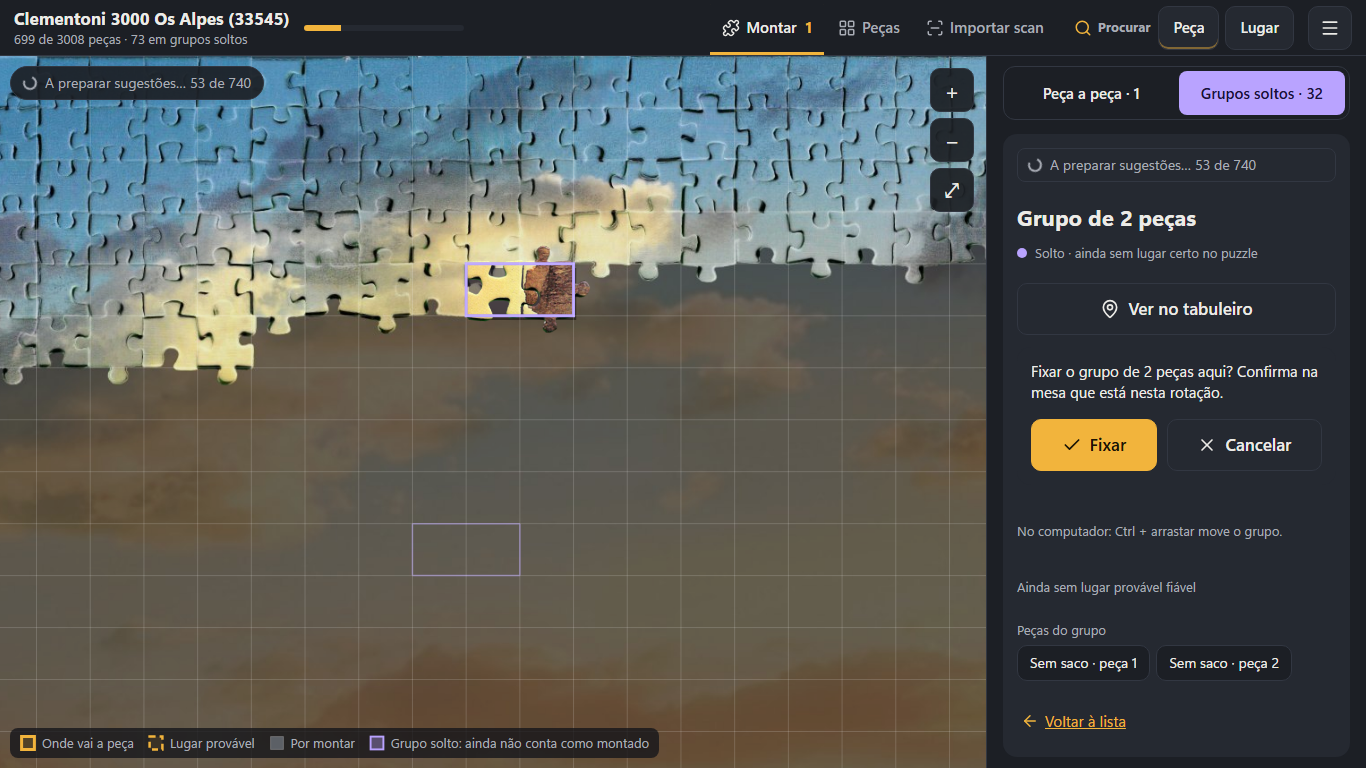 Clementoni 3000 Os Alpes (33545)
699 de 3008 peças · 73 em grupos soltos
Montar 1
Peças
Importar scan
Procurar
Peça
Lugar
A preparar sugestões... 53 de 740
Peça a peça · 1
Grupos soltos · 32
A preparar sugestões... 53 de 740
Grupo de 2 peças
Solto · ainda sem lugar certo no puzzle
Ver no tabuleiro
Fixar o grupo de 2 peças aqui? Confirma na
mesa que está nesta rotação.
Fixar
Cancelar
No computador: Ctrl + arrastar move o grupo.
Ainda sem lugar provável fiável
Peças do grupo
Sem saco · peça 1
Sem saco · peça 2
Voltar à lista
Onde vai a peça
Lugar provável
Por montar
Grupo solto: ainda não conta como montado